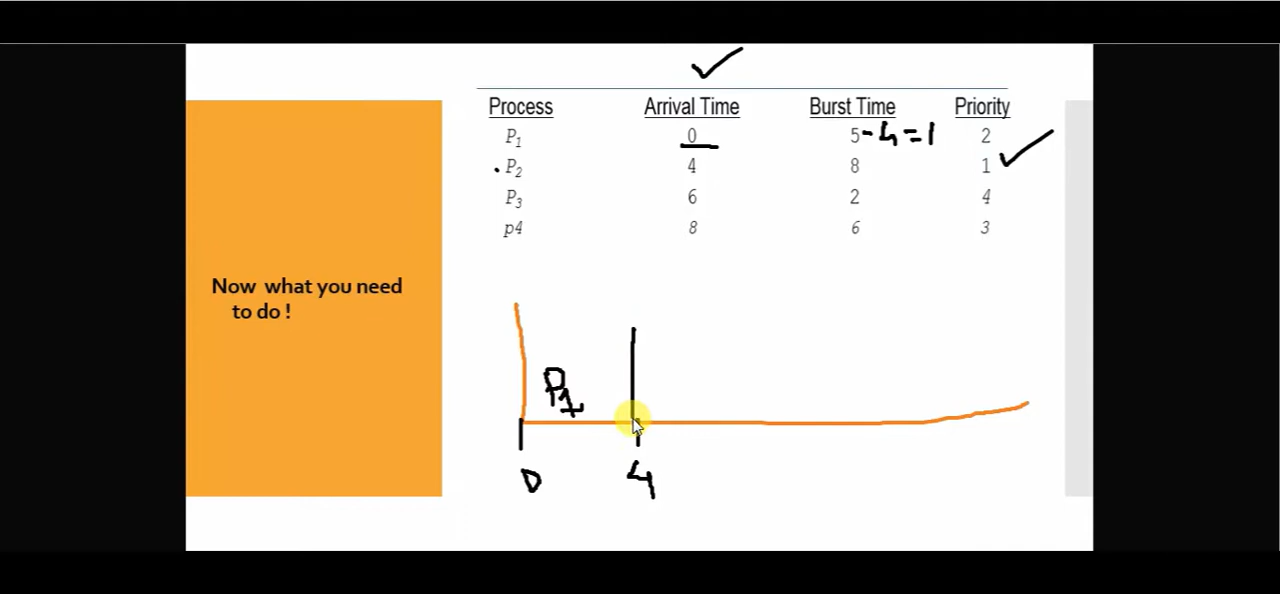 Process Arrival Time Burst Time Priority
P1 0 5-4=1 2
. P2 4 8 1
P3 6 2 4
p4 8 6 3
Now what you need
to do !
P1
0 4